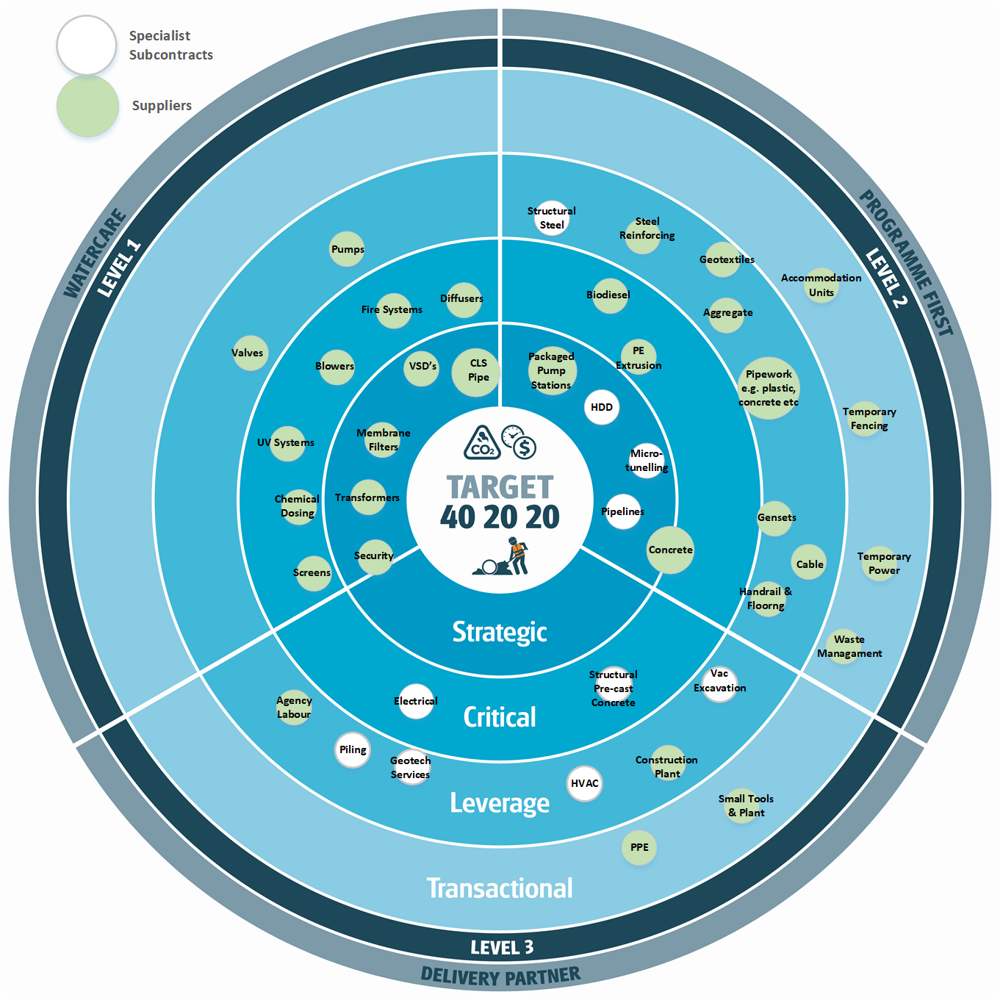 Specialist
Subcontracts
Suppliers
WATERCARE
LEVEL 1
PROGRAMME FIRST
LEVEL 2
Pumps
Valves
Fire Systems
Diffusers
Blowers
UV Systems
Chemical
Dosing
Screens
VSD's
CLS
Pipe
Membrane
Filters
Transformers
Security
Structural
Steel
Steel
Reinforcing
Geotextiles
Accommodation
Units
Biodiesel
Aggregate
PE
Extrusion
Packaged
Pump
Stations
HDD
Pipework
e.g. plastic,
concrete etc
Temporary
Fencing
Micro-
tunelling
Pipelines
Concrete
Gensets
Cable
Temporary
Power
Handrail &
Floorng
Waste
Managament
CO2
$
TARGET
40 20 20
Strategic
Critical
Leverage
Transactional
Electrical
Structural
Pre-cast
Concrete
Vac
Excavation
Agency
Labour
Piling
Geotech
Services
HVAC
Construction
Plant
Small Tools
& Plant
PPE
LEVEL 3
DELIVERY PARTNER